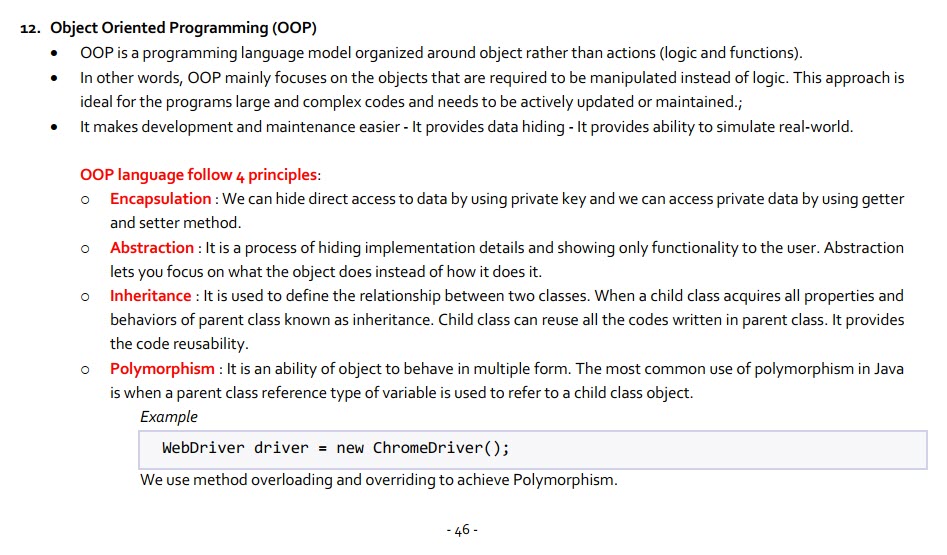 12. Object Oriented Programming (OOP)
• OOP is a programming language model organized around object rather than actions (logic and functions).
• In other words, OOP mainly focuses on the objects that are required to be manipulated instead of logic. This approach is
ideal for the programs large and complex codes and needs to be actively updated or maintained.;
• It makes development and maintenance easier - It provides data hiding - It provides ability to simulate real-world.
OOP language follow 4 principles:
o Encapsulation : We can hide direct access to data by using private key and we can access private data by using getter
and setter method.
o Abstraction : It is a process of hiding implementation details and showing only functionality to the user. Abstraction
lets you focus on what the object does instead of how it does it.
o Inheritance : It is used to define the relationship between two classes. When a child class acquires all properties and
behaviors of parent class known as inheritance. Child class can reuse all the codes written in parent class. It provides
the code reusability.
o Polymorphism : It is an ability of object to behave in multiple form. The most common use of polymorphism in Java
is when a parent class reference type of variable is used to refer to a child class object.
Example
WebDriver driver = new ChromeDriver();
We use method overloading and overriding to achieve Polymorphism.
- 46 -